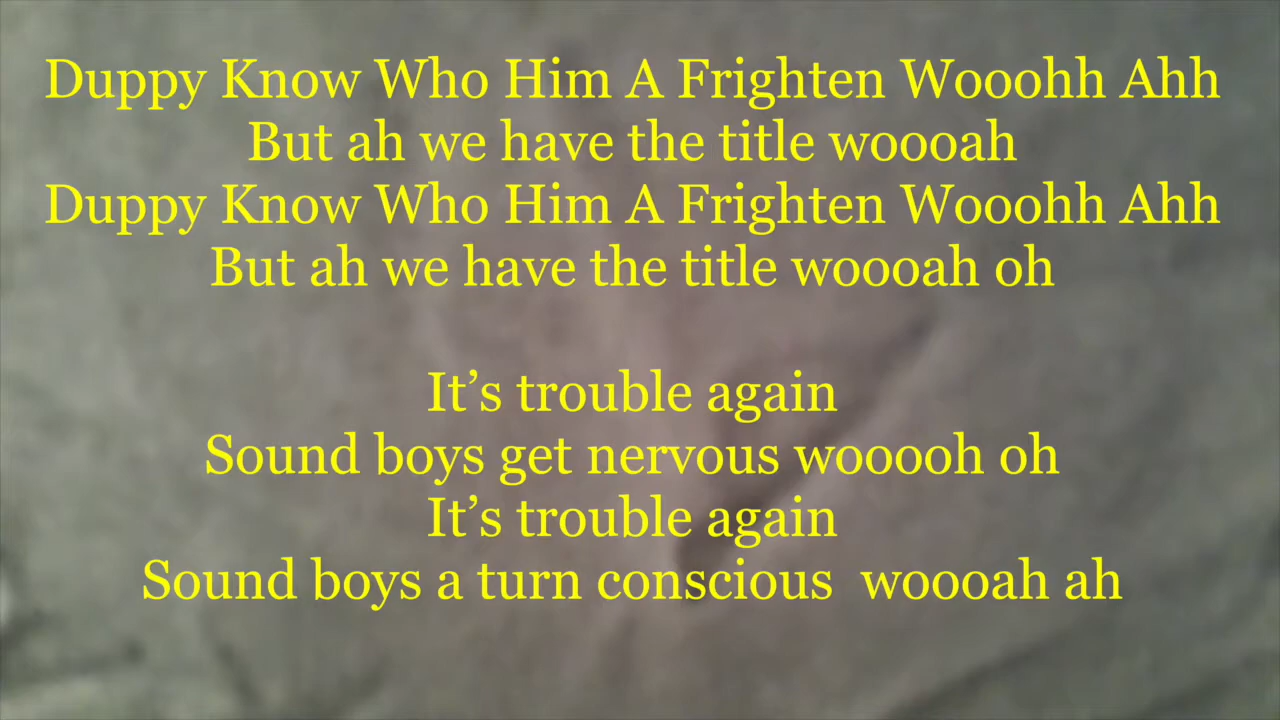 Duppy Know Who Him A Frighten Wooohh Ahh
But ah we have the title woooah
Duppy Know Who Him A Frighten Wooohh Ahh
But ah we have the title woooah oh
It’s trouble again
Sound boys get nervous wooooh oh
It’s trouble again
Sound boys a turn conscious  woooah ah